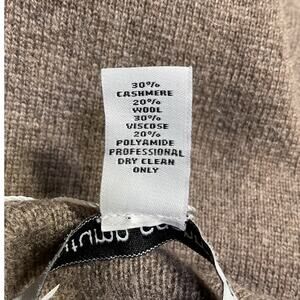 30%
CASHMERE
20%
WOOL
30%
VISCOSE
20%
POLYAMIDE
PROFESSIONAL
DRY CLEAN
ONLY